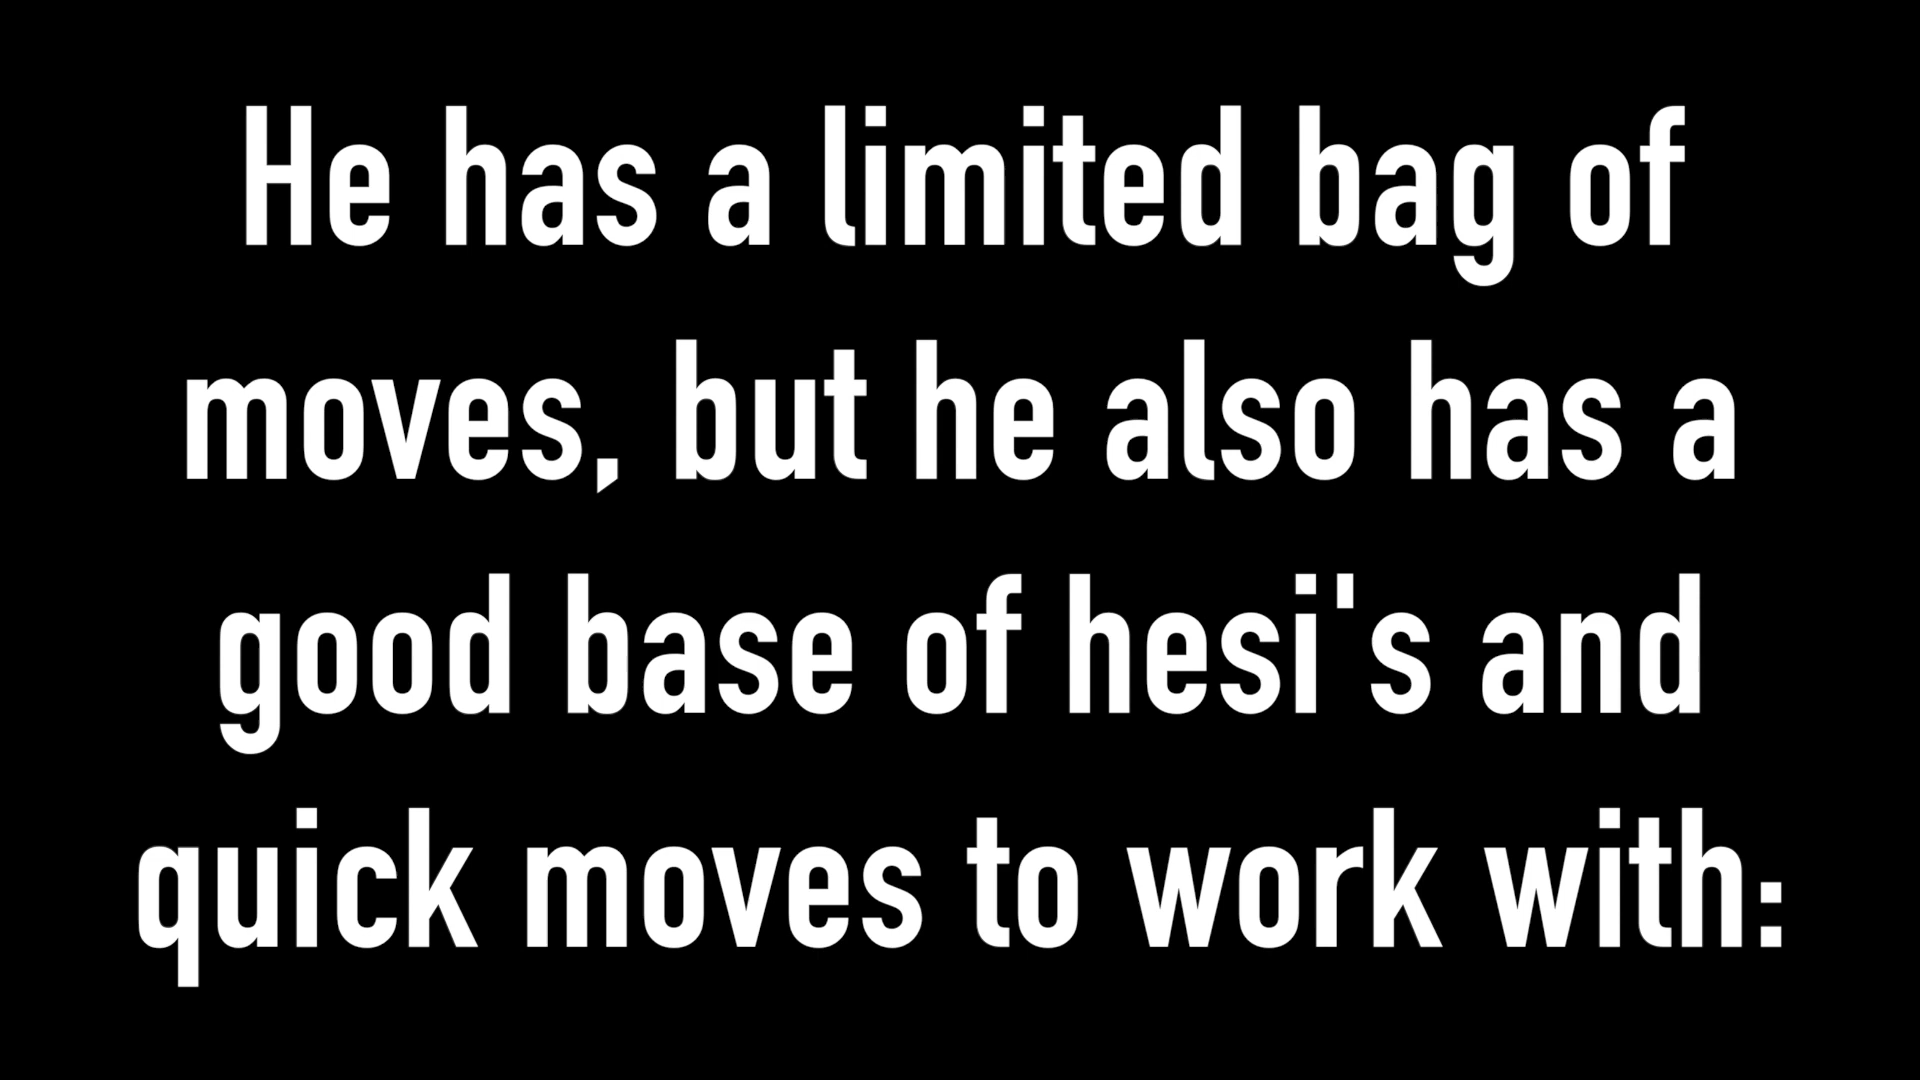 He has a limited bag of
moves, but he also has a
good base of hesi's and
quick moves to work with: